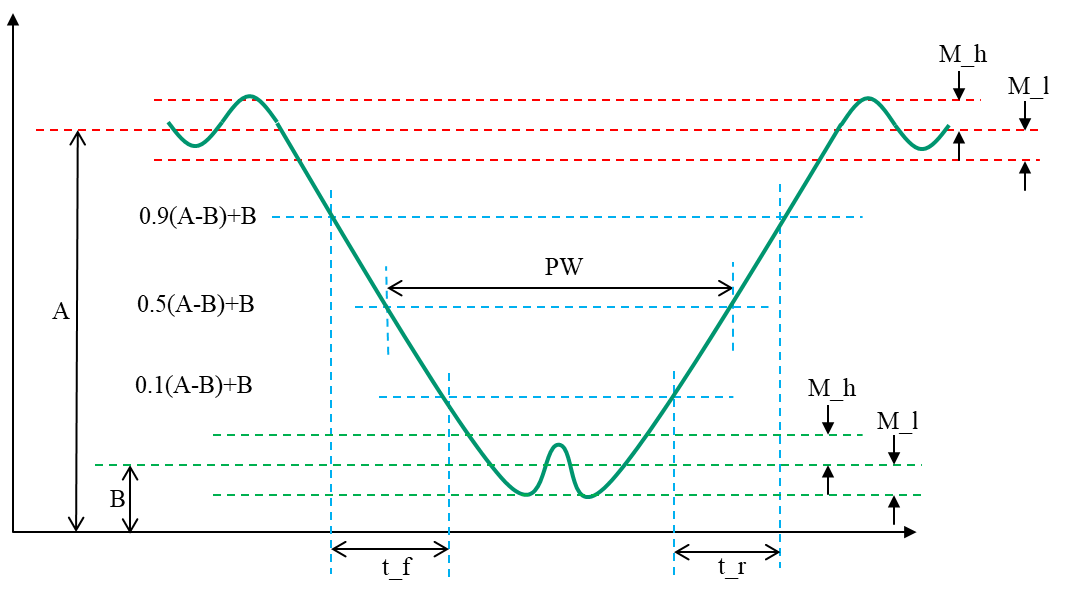 M_h
M_l
0.9(A-B)+B
PW
A
0.5(A-B)+B
0.1(A-B)+B
M_h
M_l
B
t_f
t_r